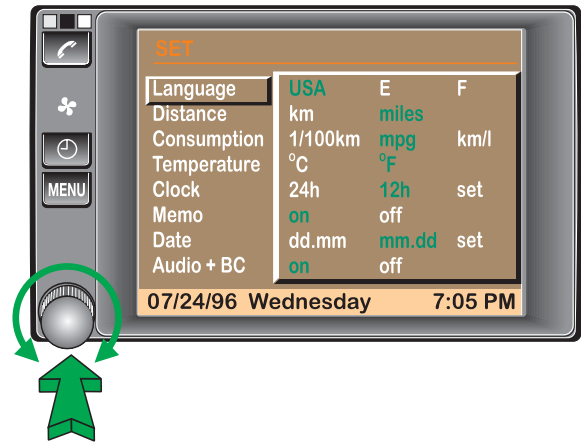 SET
Language USA E F
Distance km miles
Consumption 1/100km mpg km/l
Temperature °C °F
Clock 24h 12h set
Memo on off
Date dd.mm mm.dd set
Audio + BC on off
07/24/96 Wednesday 7:05 PM
MENU